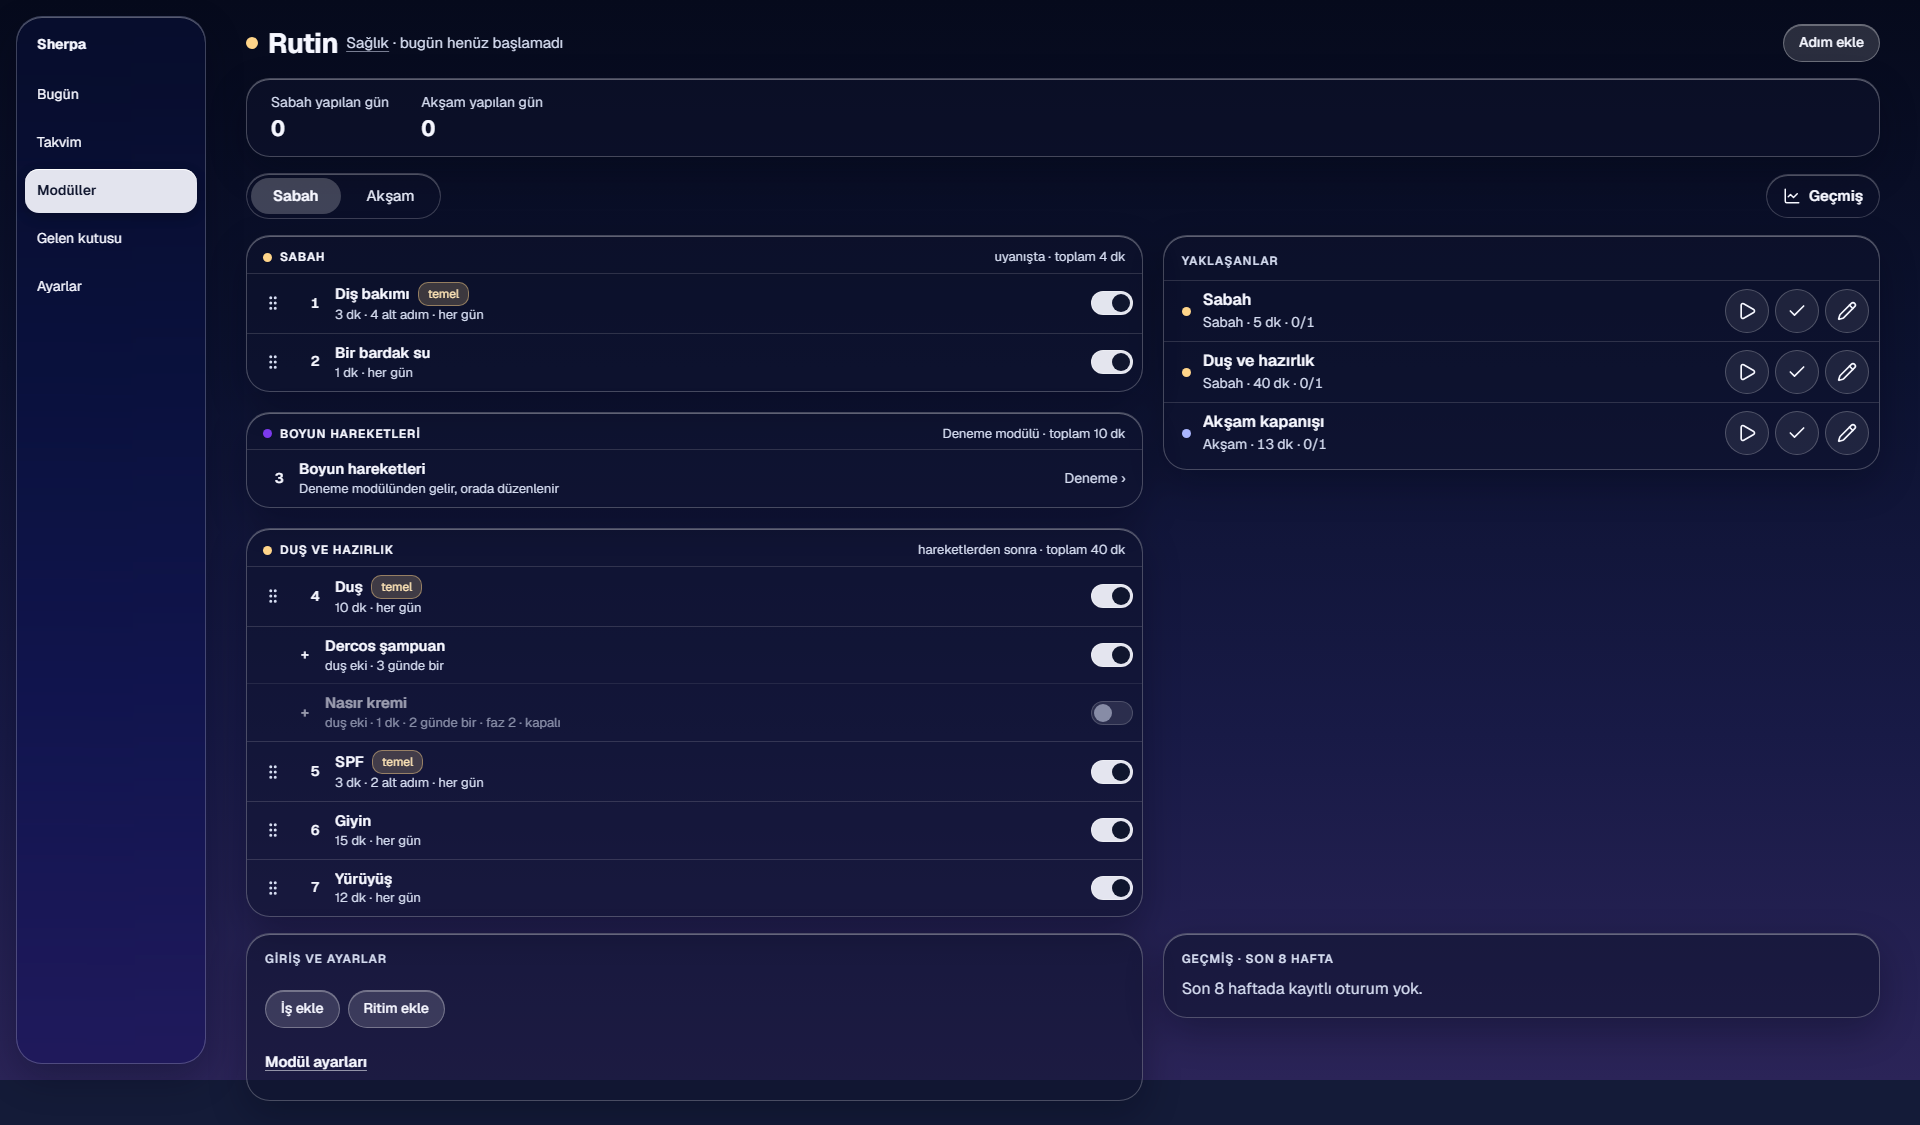 Sherpa
Bugün
Takvim
Modüller
Gelen kutusu
Ayarlar
Rutin Sağlık · bugün henüz başlamadı
Adım ekle
Sabah yapılan gün
0
Akşam yapılan gün
0
Sabah
Akşam
Geçmiş
SABAH
uyanışta · toplam 4 dk
1
Diş bakımı temel
3 dk · 4 alt adım · her gün
2
Bir bardak su
1 dk · her gün
BOYUN HAREKETLERİ
Deneme modülü · toplam 10 dk
3
Boyun hareketleri
Deneme modülünden gelir, orada düzenlenir
Deneme ›
DUŞ VE HAZIRLIK
hareketlerden sonra · toplam 40 dk
4
Duş temel
10 dk · her gün
+
Dercos şampuan
duş eki · 3 günde bir
+
Nasır kremi
duş eki · 1 dk · 2 günde bir · faz 2 · kapalı
5
SPF temel
3 dk · 2 alt adım · her gün
6
Giyin
15 dk · her gün
7
Yürüyüş
12 dk · her gün
YAKLAŞANLAR
Sabah
Sabah · 5 dk · 0/1
Duş ve hazırlık
Sabah · 40 dk · 0/1
Akşam kapanışı
Akşam · 13 dk · 0/1
GİRİŞ VE AYARLAR
İş ekle
Ritim ekle
Modül ayarları
GEÇMİŞ · SON 8 HAFTA
Son 8 haftada kayıtlı oturum yok.